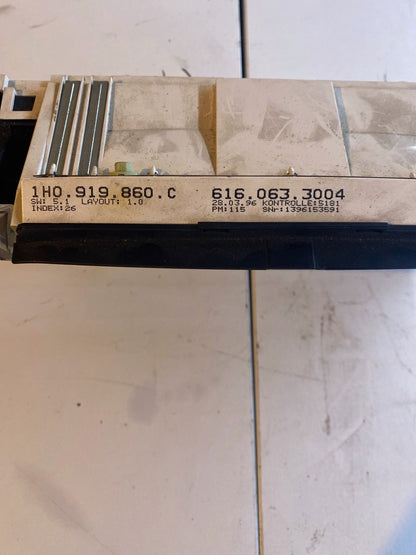 1H0.919.860.C 616.063.3004
SW: 5.1 LAYOUT: 1.0 28.03.96 KONTROLLE:5181
INDEX:26 PM:115 SNr:1396153591